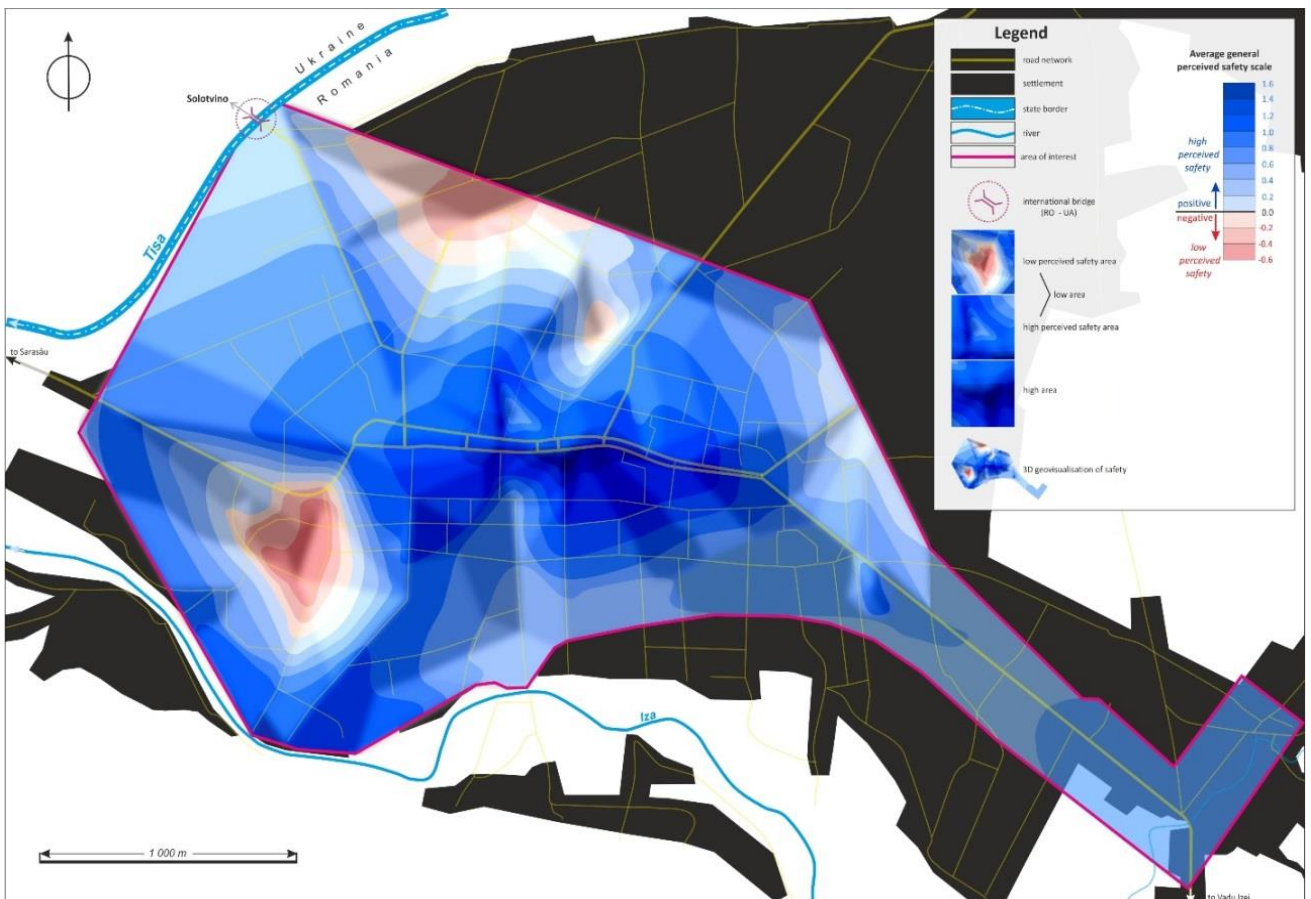 Ukraine
Romania
Solotvino
Tisa
to Sarasău
Iza
1 000 m
to Vadu Izei
Legend
road network
settlement
state border
river
area of interest
international bridge
(RO - UA)
low perceived safety area
low area
high perceived safety area
high area
3D geovisualisation of safety
Average general
perceived safety scale
1.6
1.4
1.2
1.0
0.8
0.6
0.4
0.2
0.0
-0.2
-0.4
-0.6
high
perceived
safety
positive
negative
low
perceived
safety